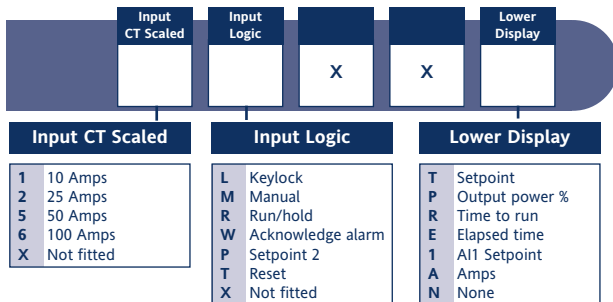 Input CT Scaled
Input Logic
Lower Display
X X
Input CT Scaled
1 10 Amps
2 25 Amps
5 50 Amps
6 100 Amps
X Not fitted
Input Logic
L Keylock
M Manual
R Run/hold
W Acknowledge alarm
P Setpoint 2
T Reset
X Not fitted
Lower Display
T Setpoint
P Output power %
R Time to run
E Elapsed time
1 AI1 Setpoint
A Amps
N None